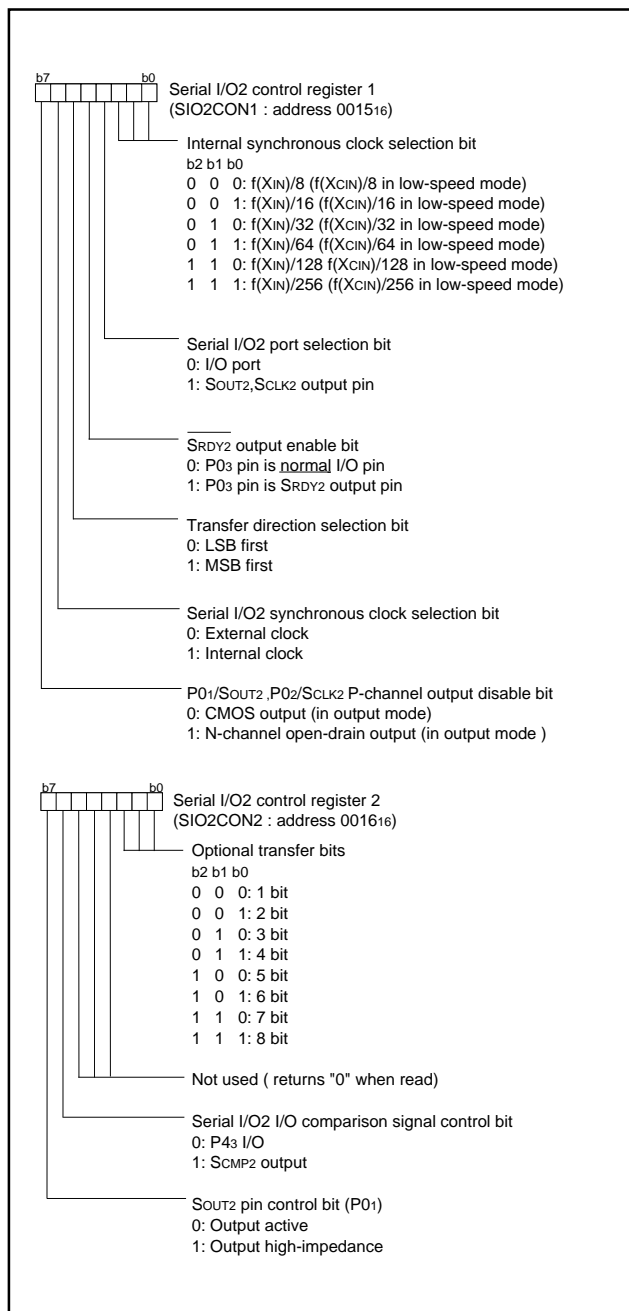 b7 b0
Serial I/O2 control register 1
(SIO2CON1 : address 001516)
Internal synchronous clock selection bit
b2 b1 b0
0 0 0: f(XIN)/8 (f(XCIN)/8 in low-speed mode)
0 0 1: f(XIN)/16 (f(XCIN)/16 in low-speed mode)
0 1 0: f(XIN)/32 (f(XCIN)/32 in low-speed mode)
0 1 1: f(XIN)/64 (f(XCIN)/64 in low-speed mode)
1 1 0: f(XIN)/128 f(XCIN)/128 in low-speed mode)
1 1 1: f(XIN)/256 (f(XCIN)/256 in low-speed mode)
Serial I/O2 port selection bit
0: I/O port
1: SOUT2,SCLK2 output pin
SRDY2 output enable bit
0: P03 pin is normal I/O pin
1: P03 pin is SRDY2 output pin
Transfer direction selection bit
0: LSB first
1: MSB first
Serial I/O2 synchronous clock selection bit
0: External clock
1: Internal clock
P01/SOUT2 ,P02/SCLK2 P-channel output disable bit
0: CMOS output (in output mode)
1: N-channel open-drain output (in output mode )
b7 b0
Serial I/O2 control register 2
(SIO2CON2 : address 001616)
Optional transfer bits
b2 b1 b0
0 0 0: 1 bit
0 0 1: 2 bit
0 1 0: 3 bit
0 1 1: 4 bit
1 0 0: 5 bit
1 0 1: 6 bit
1 1 0: 7 bit
1 1 1: 8 bit
Not used ( returns "0" when read)
Serial I/O2 I/O comparison signal control bit
0: P43 I/O
1: SCMP2 output
SOUT2 pin control bit (P01)
0: Output active
1: Output high-impedance